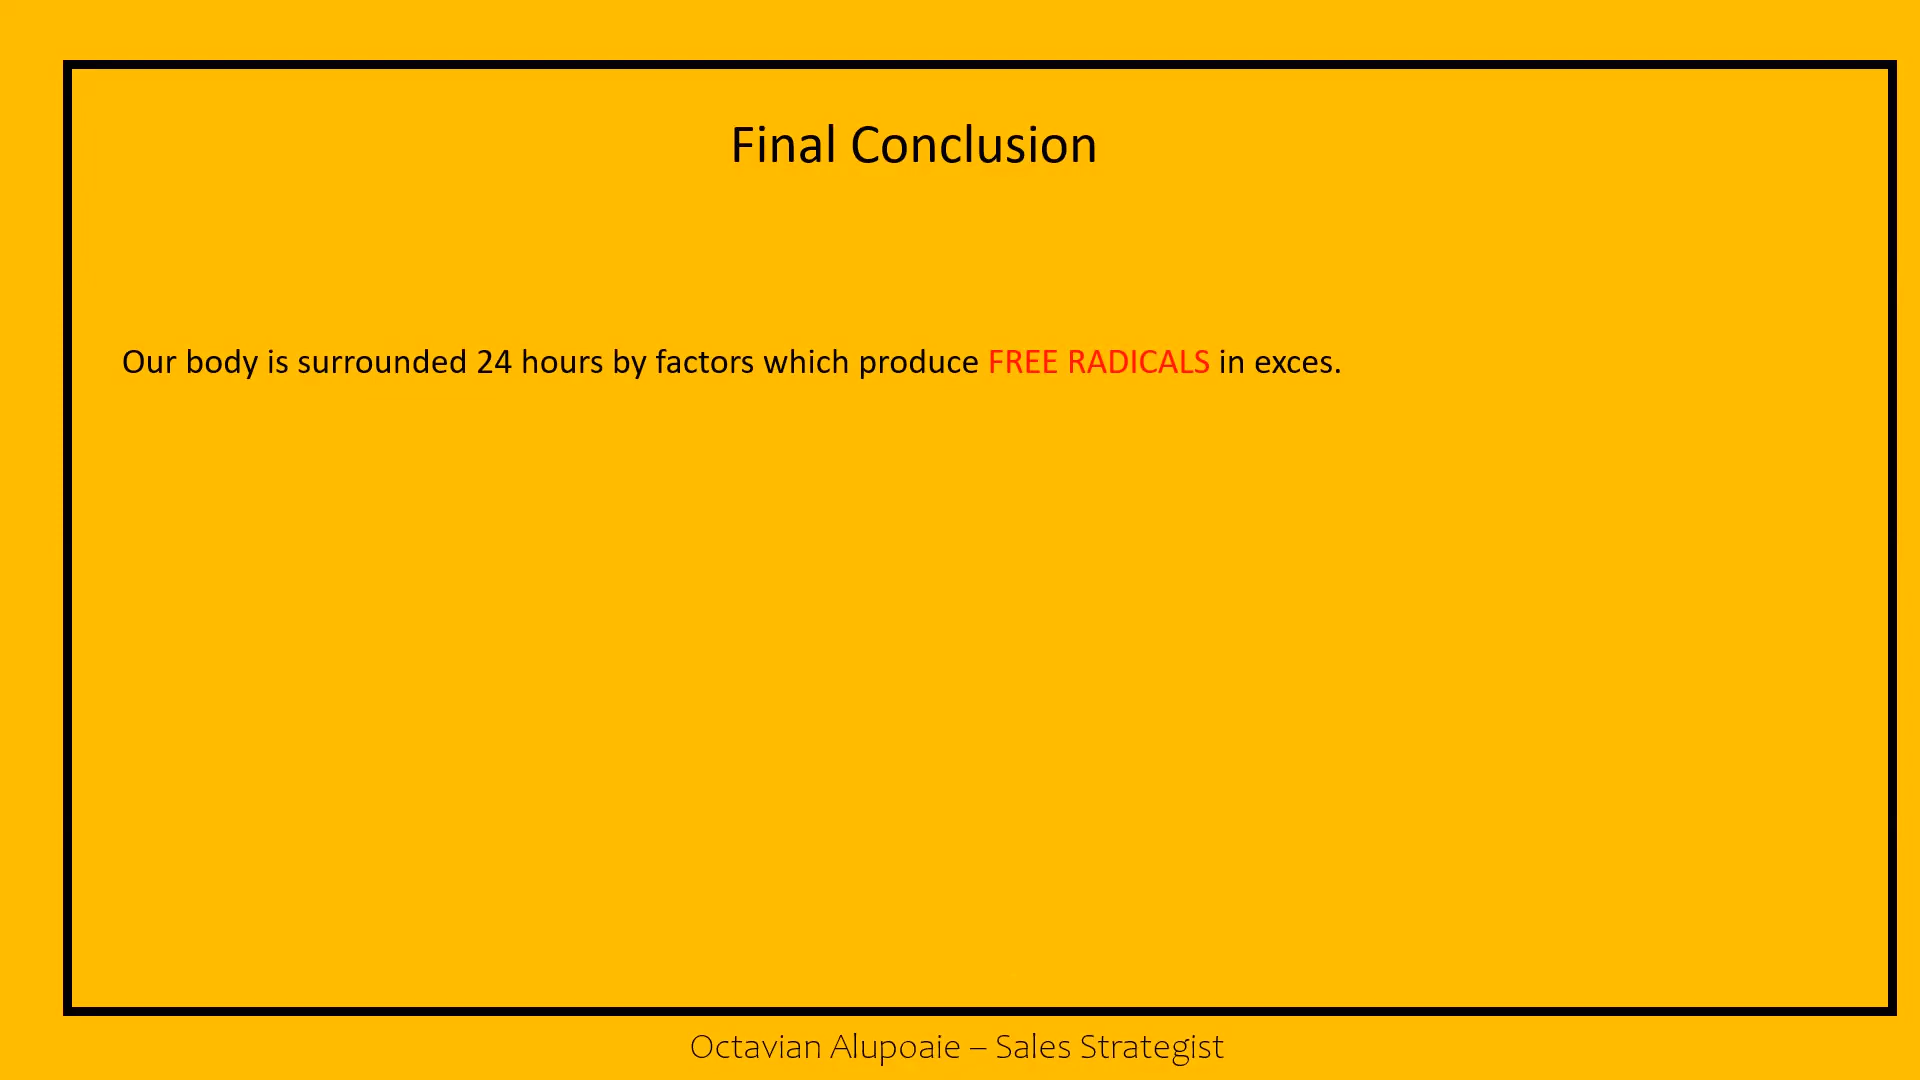 Final Conclusion
Our body is surrounded 24 hours by factors which produce FREE RADICALS in exces.
Octavian Alupoaie – Sales Strategist